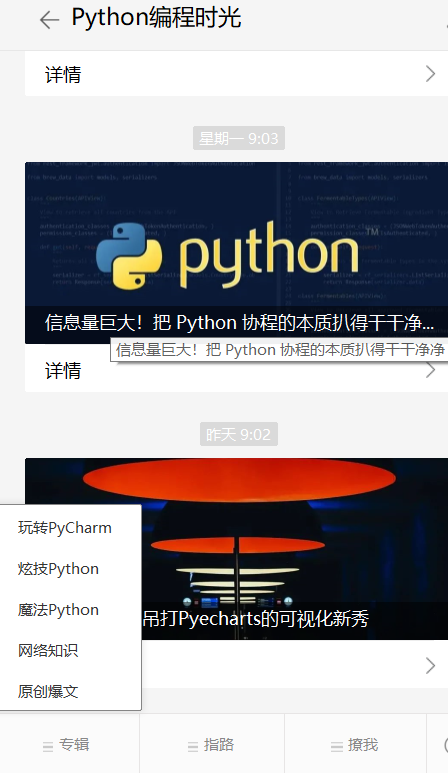 Python编程时光
详情
星期一 9:03
python™
信息量巨大！把 Python 协程的本质扒得干干净...
信息量巨大！把 Python 协程的本质扒得干干净净
详情
昨天 9:02
吊打Pyecharts的可视化新秀
玩转PyCharm
炫技Python
魔法Python
网络知识
原创爆文
专辑
指路
撩我